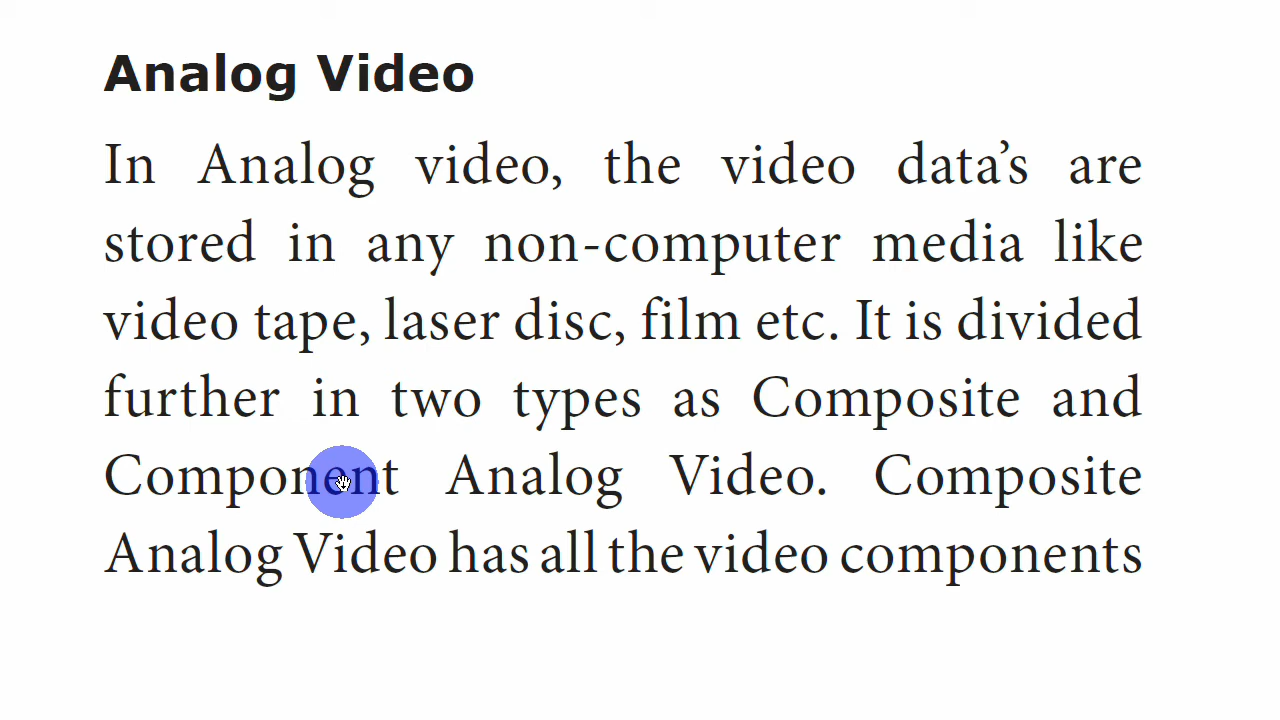 Analog Video
In Analog video, the video data’s are
stored in any non-computer media like
video tape, laser disc, film etc. It is divided
further in two types as Composite and
Component Analog Video. Composite
Analog Video has all the video components